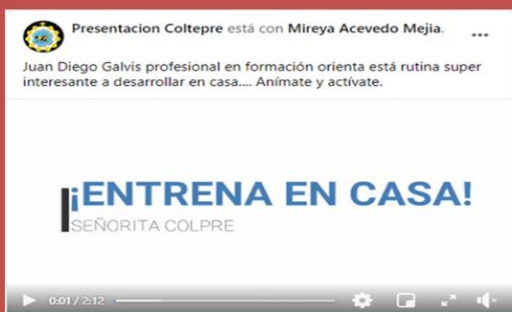 Presentacion Coltepre está con Mireya Acevedo Mejia.
Juan Diego Galvis profesional en formación orienta está rutina super
interesante a desarrollar en casa.... Anímate y actívate.
¡ENTRENA EN CASA!
SEÑORITA COLPRE
0:01 / 2:12